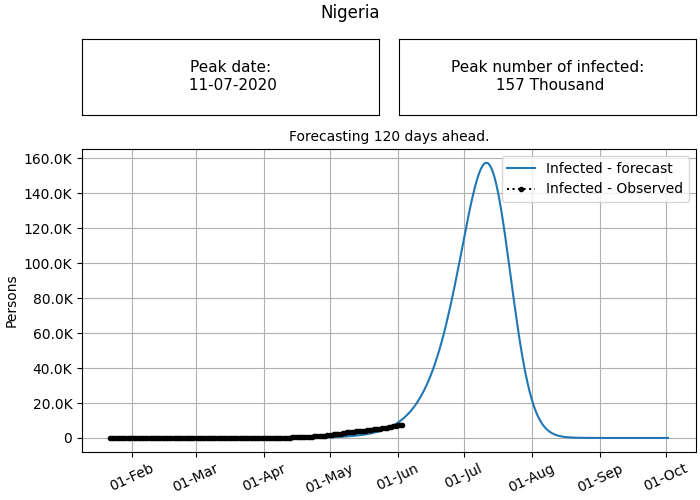 Nigeria
Peak date:
11-07-2020
Peak number of infected:
157 Thousand
Forecasting 120 days ahead.
Infected - forecast
Infected - Observed
Persons
160.0K
140.0K
120.0K
100.0K
80.0K
60.0K
40.0K
20.0K
0
01-Feb
01-Mar
01-Apr
01-May
01-Jun
01-Jul
01-Aug
01-Sep
01-Oct